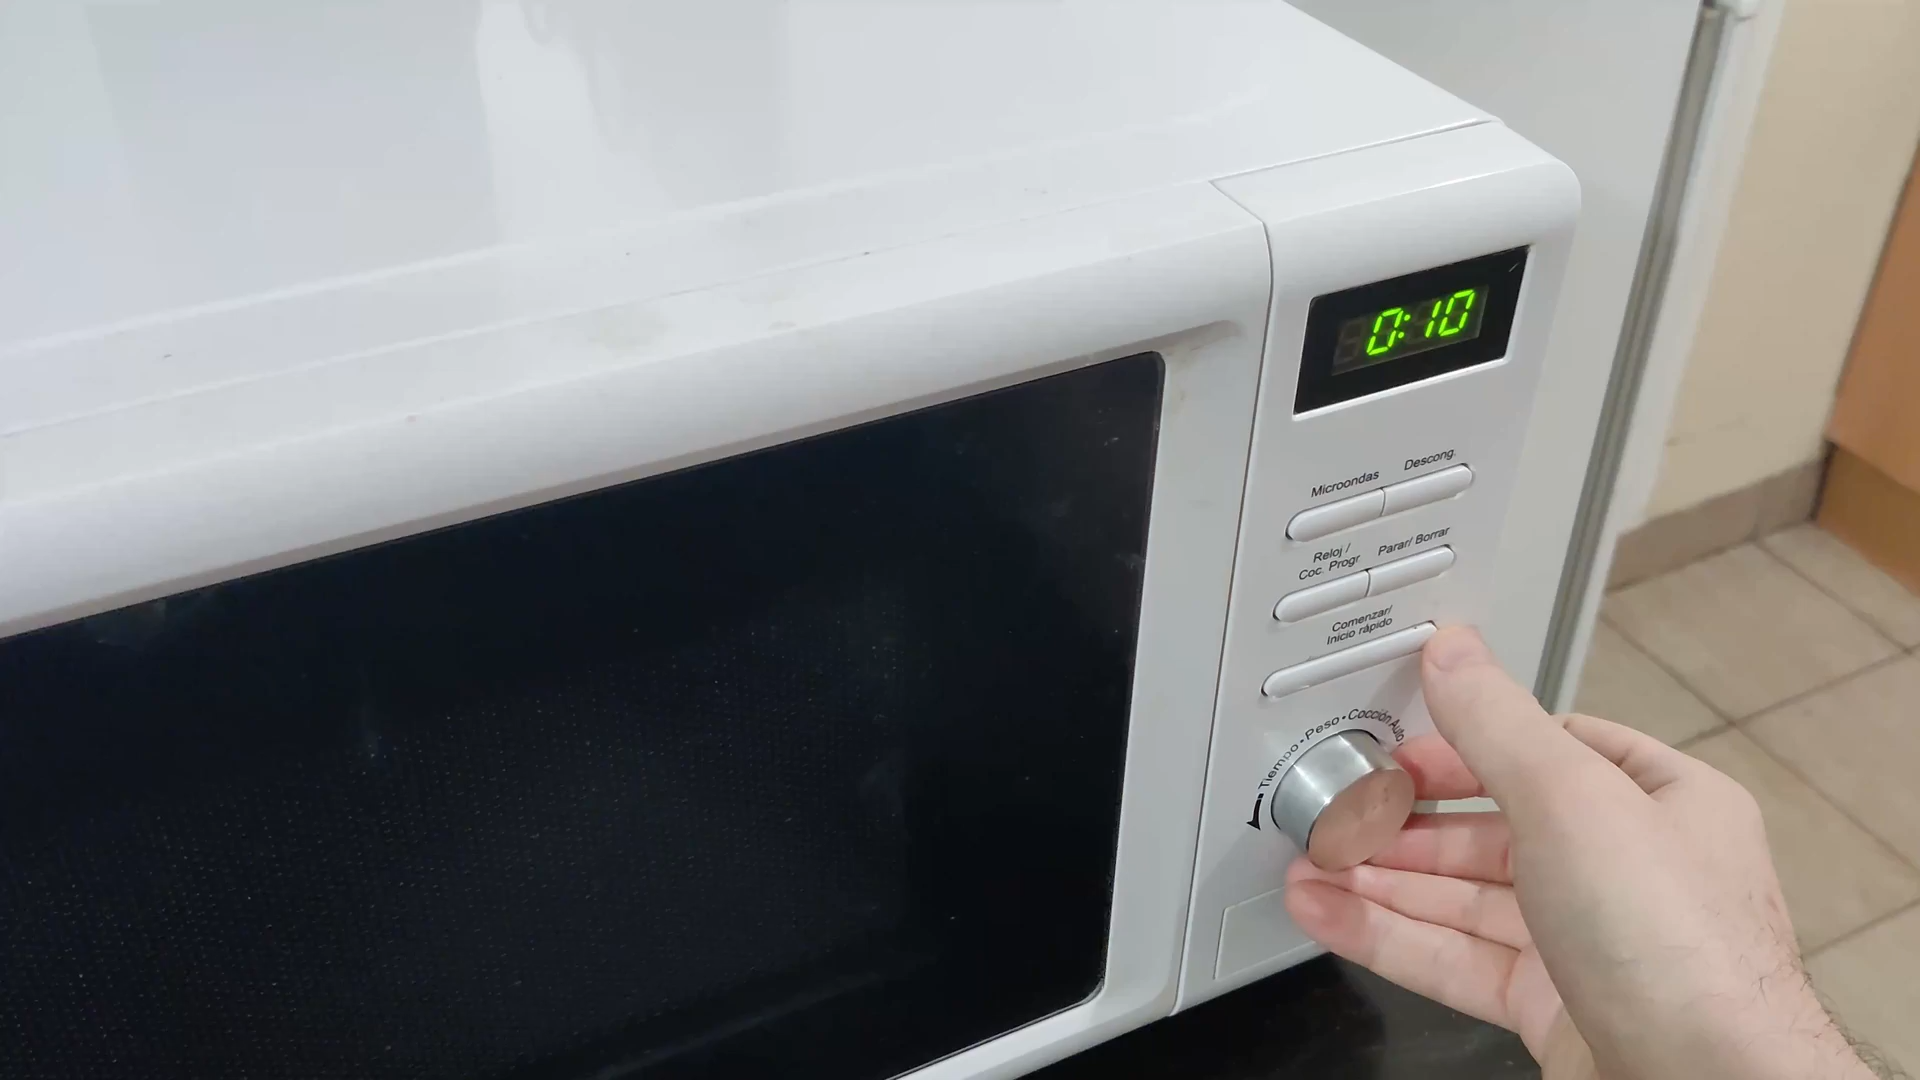 0:10
Microondas
Descong.
Reloj /
Coc. Progr
Parar/ Borrar
Comenzar/
Inicio rápido
Tiempo•Peso•Cocción Auto